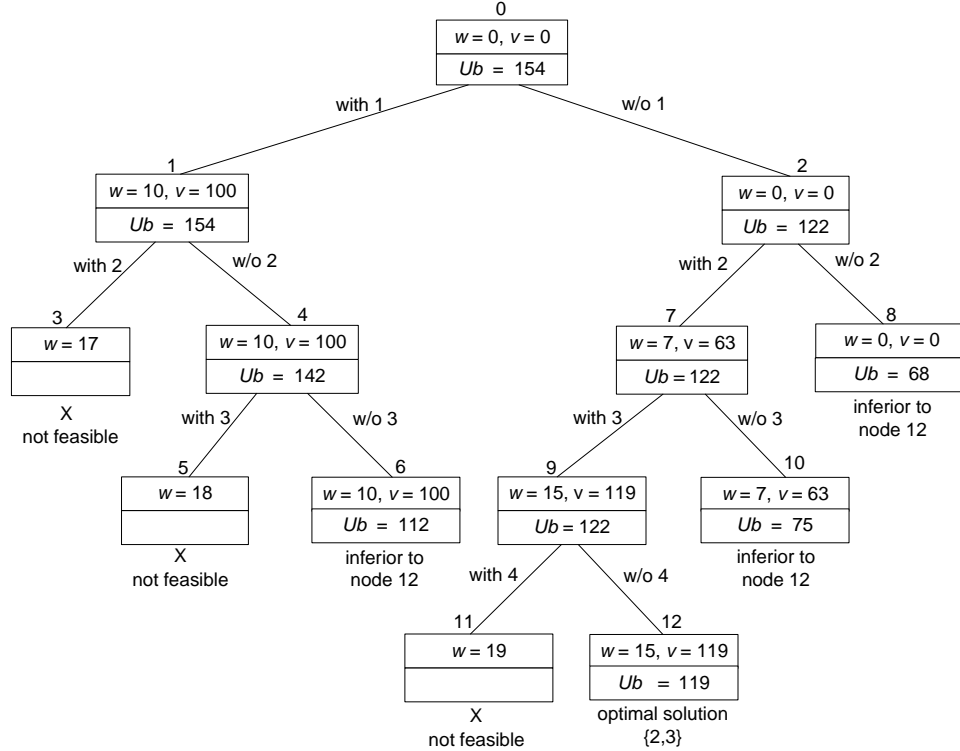 0
w = 0, v = 0
Ub = 154
with 1
w/o 1
1
w = 10, v = 100
Ub = 154
2
w = 0, v = 0
Ub = 122
with 2
w/o 2
with 2
w/o 2
3
w = 17
X
not feasible
4
w = 10, v = 100
Ub = 142
7
w = 7, v = 63
Ub = 122
8
w = 0, v = 0
Ub = 68
inferior to
node 12
with 3
w/o 3
with 3
w/o 3
5
w = 18
X
not feasible
6
w = 10, v = 100
Ub = 112
inferior to
node 12
9
w = 15, v = 119
Ub = 122
10
w = 7, v = 63
Ub = 75
inferior to
node 12
with 4
w/o 4
11
w = 19
X
not feasible
12
w = 15, v = 119
Ub = 119
optimal solution
{2,3}